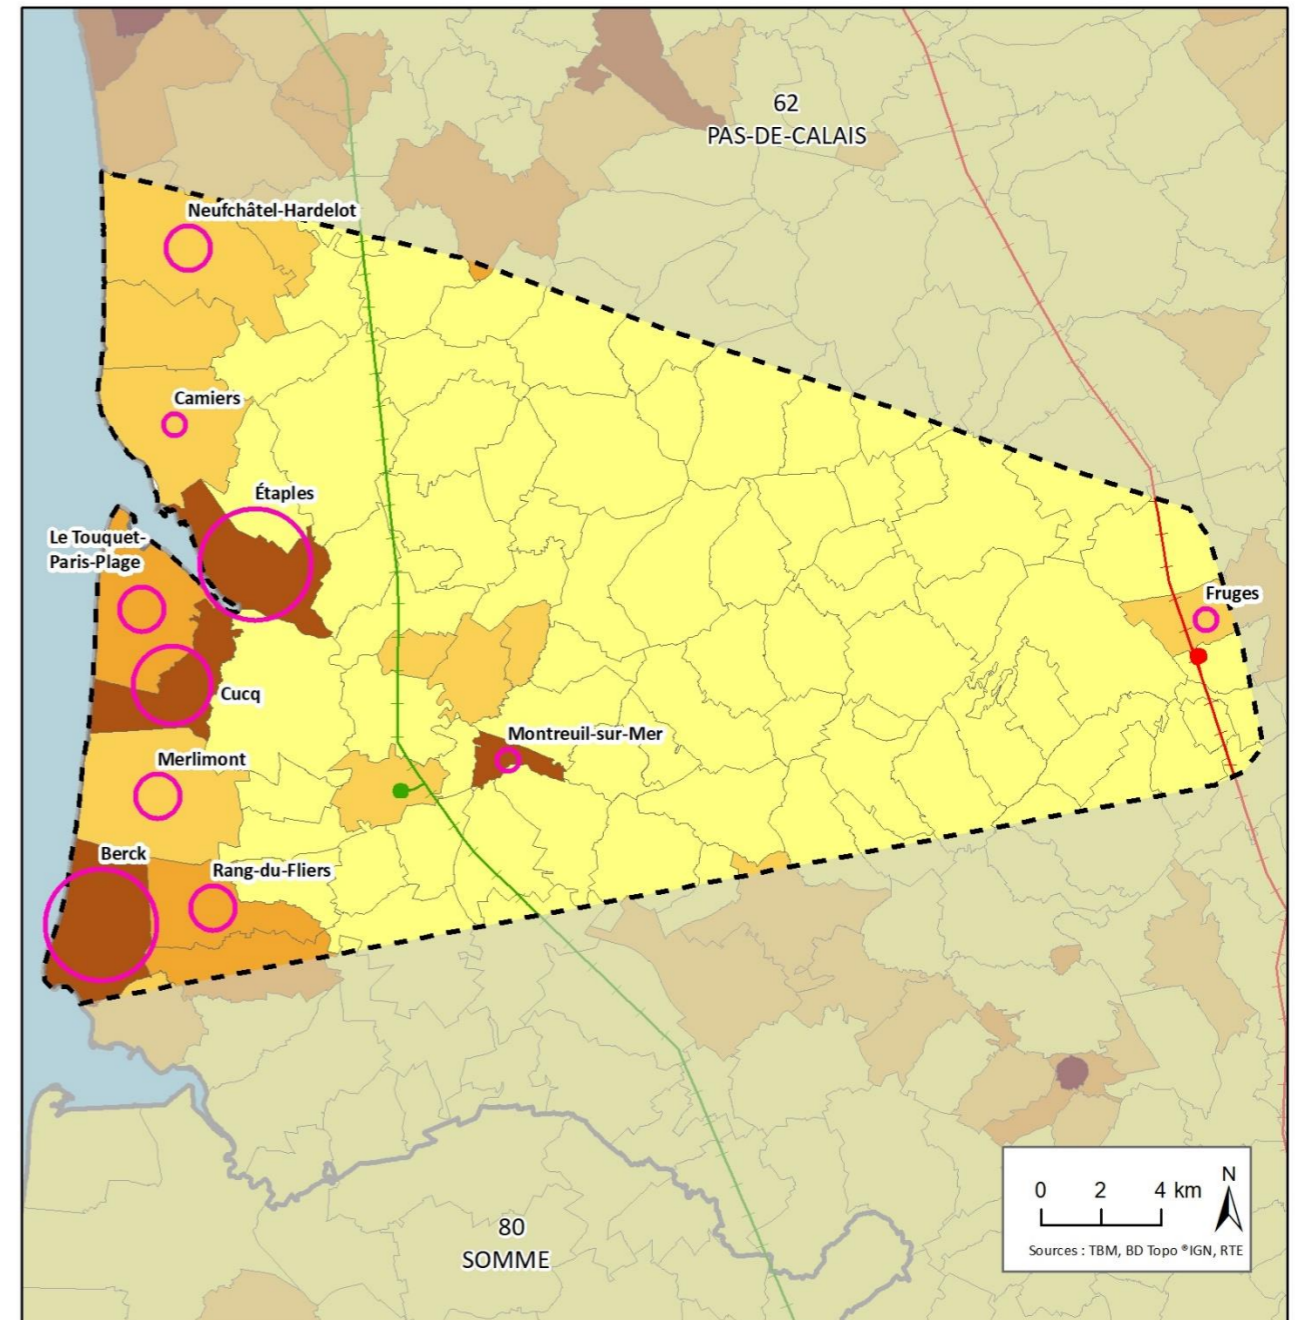 62
PAS-DE-CALAIS
Neufchâtel-Hardelot
Camiers
Étaples
Le Touquet-
Paris-Plage
Fruges
Cucq
Montreuil-sur-Mer
Merlimont
Berck
Rang-du-Fliers
80
SOMME
N
0 2 4 km
Sources : TBM, BD Topo ®IGN, RTE